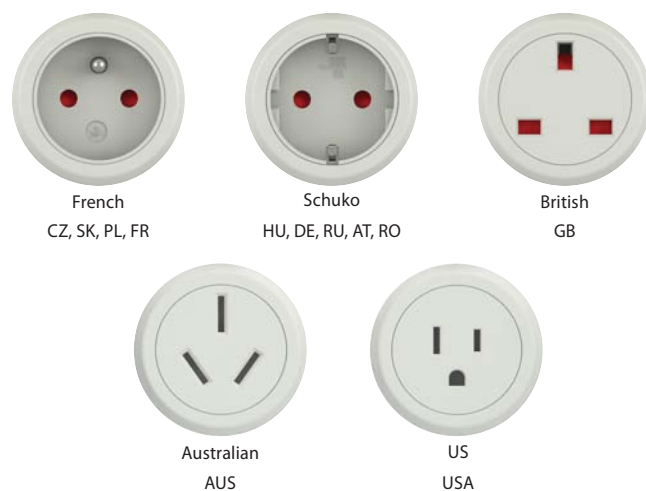 French
CZ, SK, PL, FR
Schuko
HU, DE, RU, AT, RO
British
GB
Australian
AUS
US
USA